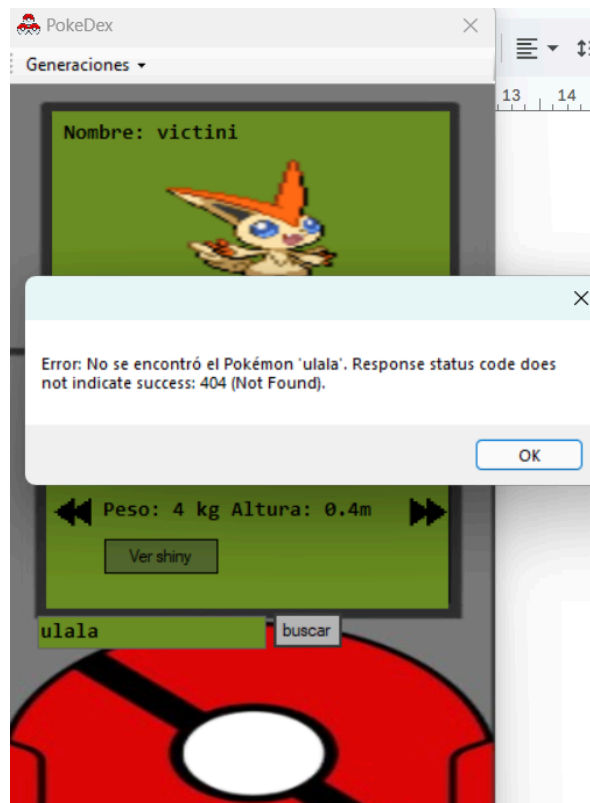 PokeDex
Generaciones
13 14
Nombre: victini
Error: No se encontró el Pokémon 'ulala'. Response status code does
not indicate success: 404 (Not Found).
OK
Peso: 4 kg Altura: 0.4m
Ver shiny
ulala
buscar